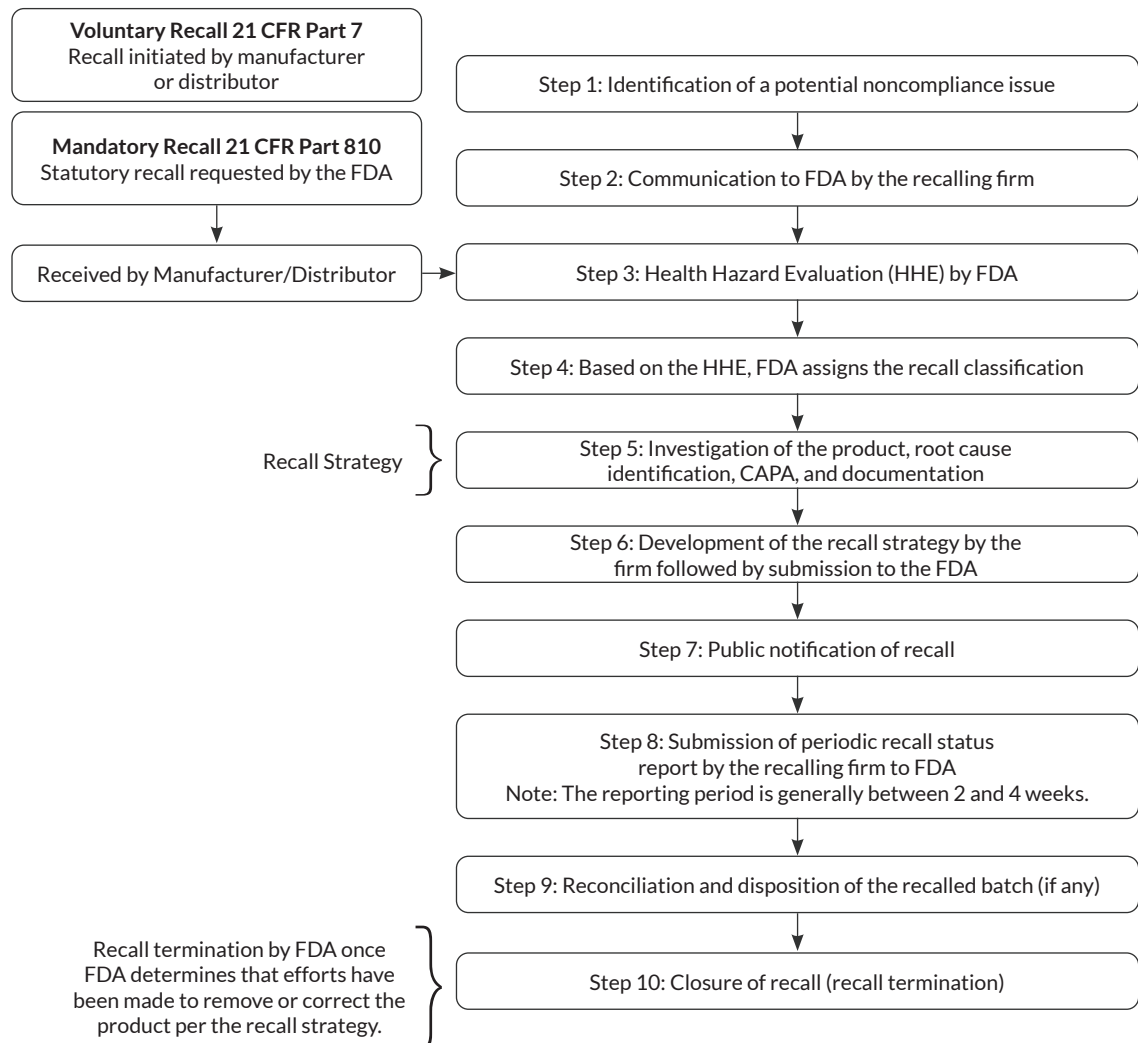 Voluntary Recall 21 CFR Part 7
Recall initiated by manufacturer
or distributor
Mandatory Recall 21 CFR Part 810
Statutory recall requested by the FDA
Received by Manufacturer/Distributor
Step 1: Identification of a potential noncompliance issue
Step 2: Communication to FDA by the recalling firm
Step 3: Health Hazard Evaluation (HHE) by FDA
Step 4: Based on the HHE, FDA assigns the recall classification
Recall Strategy
Step 5: Investigation of the product, root cause
identification, CAPA, and documentation
Step 6: Development of the recall strategy by the
firm followed by submission to the FDA
Step 7: Public notification of recall
Step 8: Submission of periodic recall status
report by the recalling firm to FDA
Note: The reporting period is generally between 2 and 4 weeks.
Step 9: Reconciliation and disposition of the recalled batch (if any)
Recall termination by FDA once
FDA determines that efforts have
been made to remove or correct the
product per the recall strategy.
Step 10: Closure of recall (recall termination)